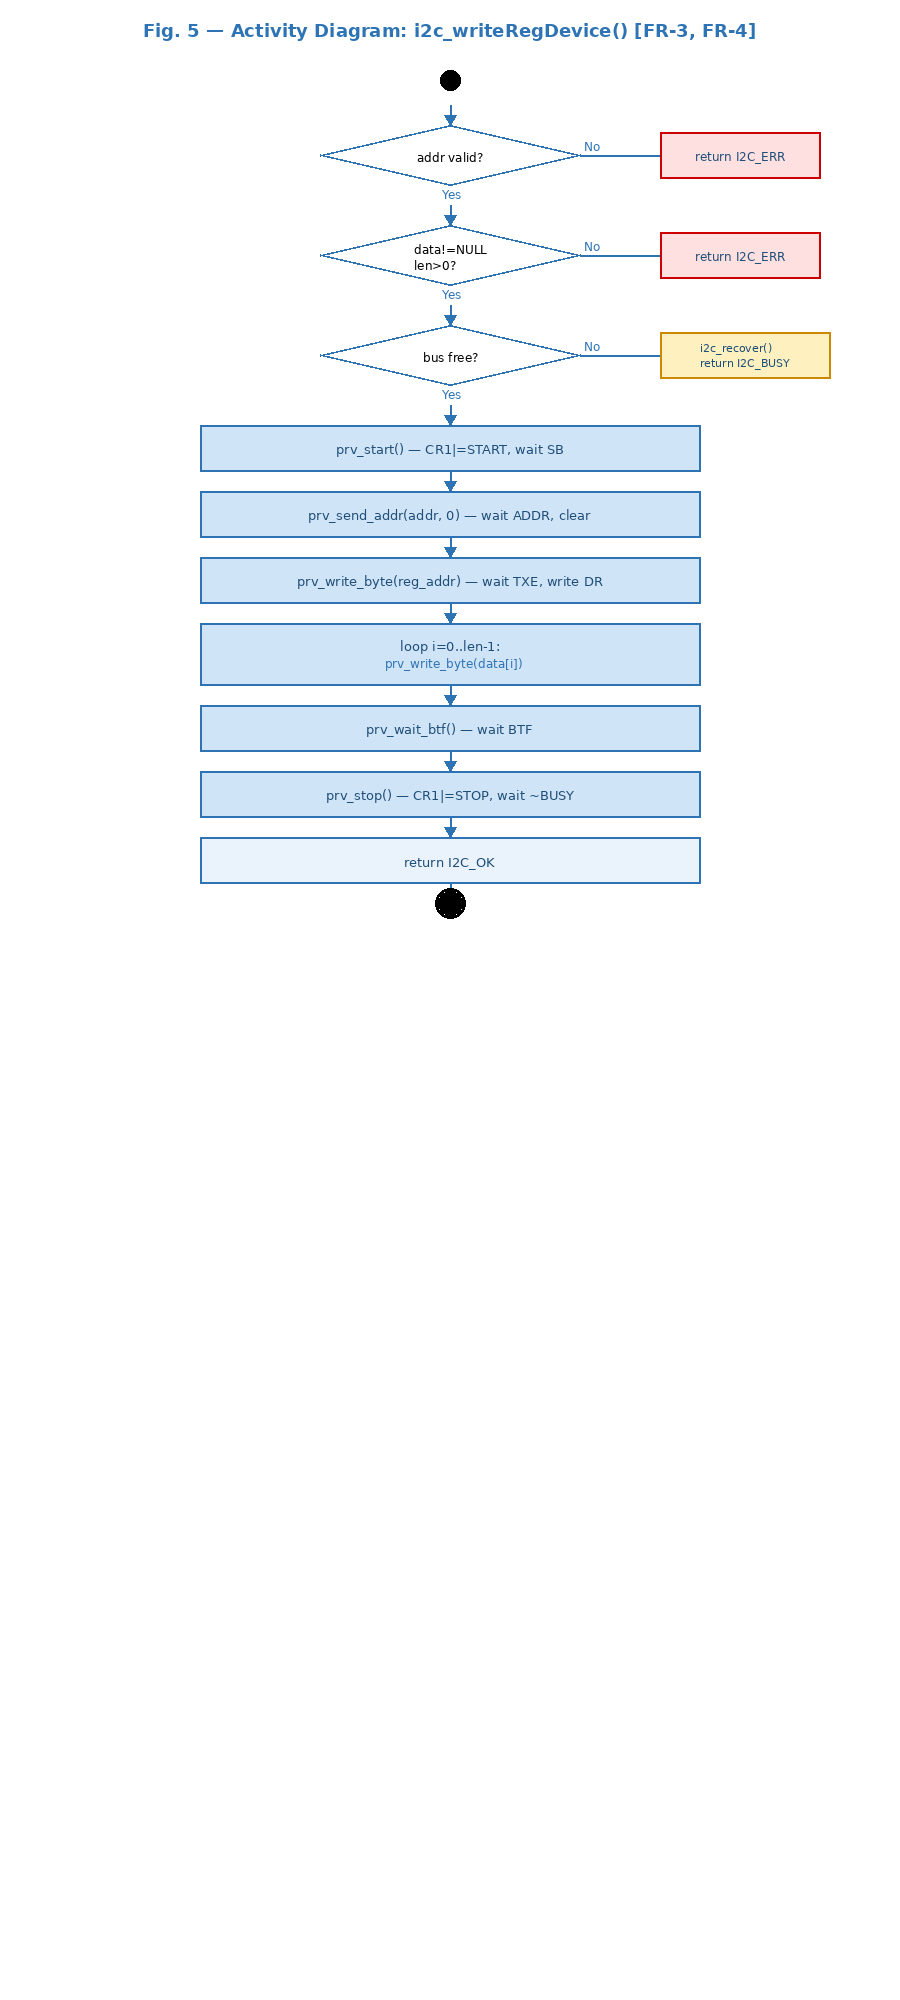 Fig. 5 — Activity Diagram: i2c_writeRegDevice() [FR-3, FR-4]
addr valid?
No
return I2C_ERR
Yes
data!=NULL
len>0?
No
return I2C_ERR
Yes
bus free?
No
i2c_recover()
return I2C_BUSY
Yes
prv_start() — CR1|=START, wait SB
prv_send_addr(addr, 0) — wait ADDR, clear
prv_write_byte(reg_addr) — wait TXE, write DR
loop i=0..len-1:
prv_write_byte(data[i])
prv_wait_btf() — wait BTF
prv_stop() — CR1|=STOP, wait ~BUSY
return I2C_OK